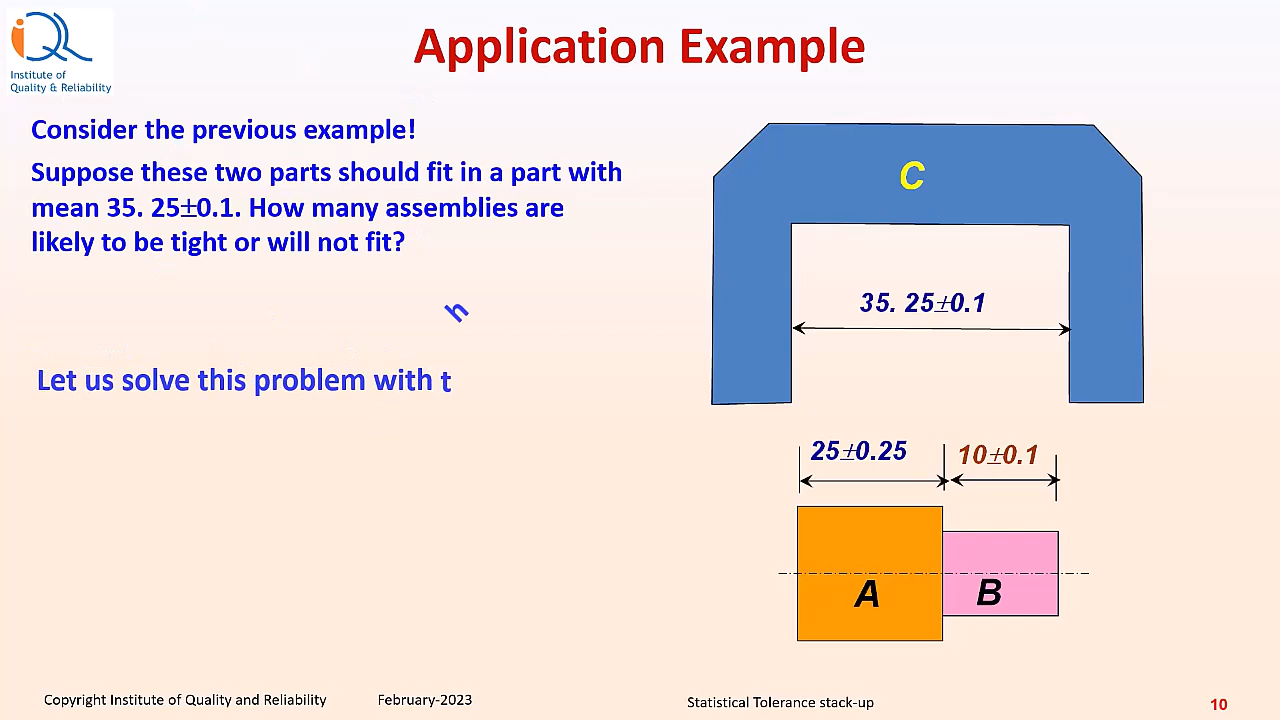 Application Example
iQ
Institute of
Quality & Reliability
Consider the previous example!
Suppose these two parts should fit in a part with
mean 35. 25±0.1. How many assemblies are
likely to be tight or will not fit?
h
Let us solve this problem with t
C
35. 25±0.1
25±0.25
10±0.1
A
B
Copyright Institute of Quality and Reliability
February-2023
Statistical Tolerance stack-up
10